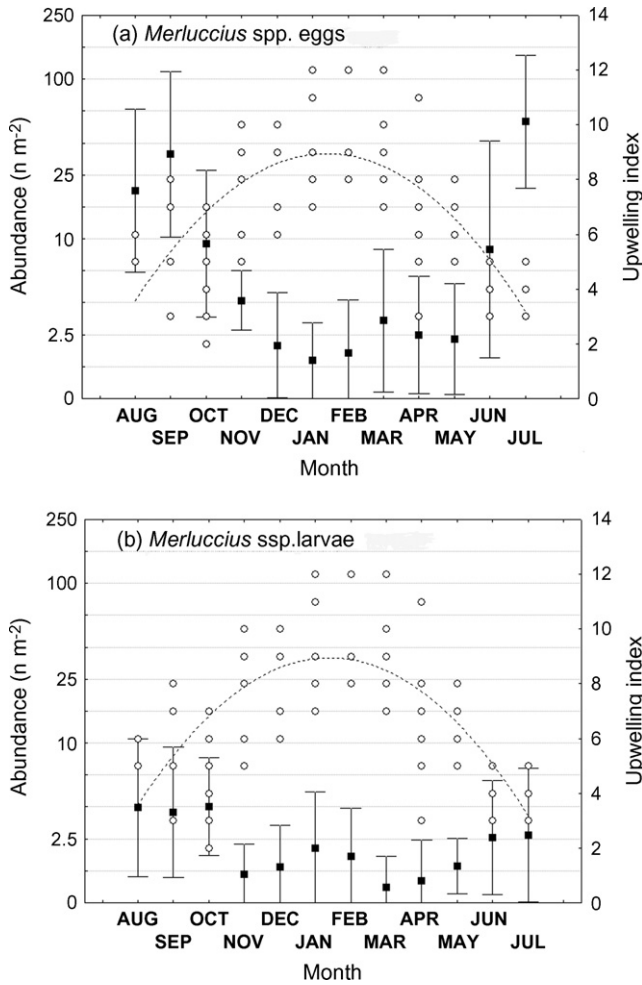 (a) Merluccius spp. eggs
250
100
25
10
2.5
0
Abundance (n m-2)
14
12
10
8
6
4
2
0
Upwelling index
AUG OCT DEC FEB APR JUN
SEP NOV JAN MAR MAY JUL
Month
(b) Merluccius ssp.larvae
250
100
25
10
2.5
0
Abundance (n m-2)
14
12
10
8
6
4
2
0
Upwelling index
AUG OCT DEC FEB APR JUN
SEP NOV JAN MAR MAY JUL
Month